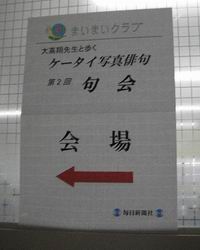 まいまいクラブ
大高翔先生と歩く
ケータイ写真俳句
第2回 句会
会場
毎日新聞社